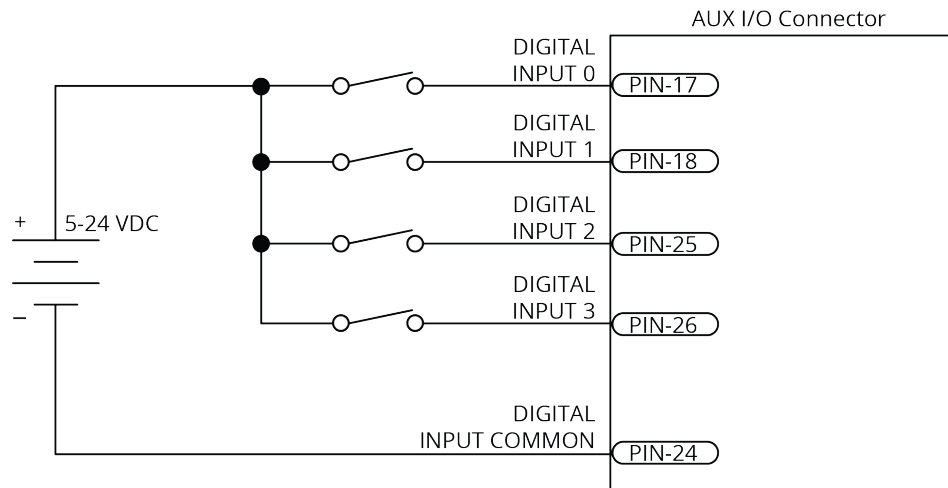 AUX I/O Connector
DIGITAL
INPUT 0
PIN-17
DIGITAL
INPUT 1
PIN-18
DIGITAL
INPUT 2
PIN-25
+
5-24 VDC
DIGITAL
INPUT 3
PIN-26
–
DIGITAL
INPUT COMMON
PIN-24